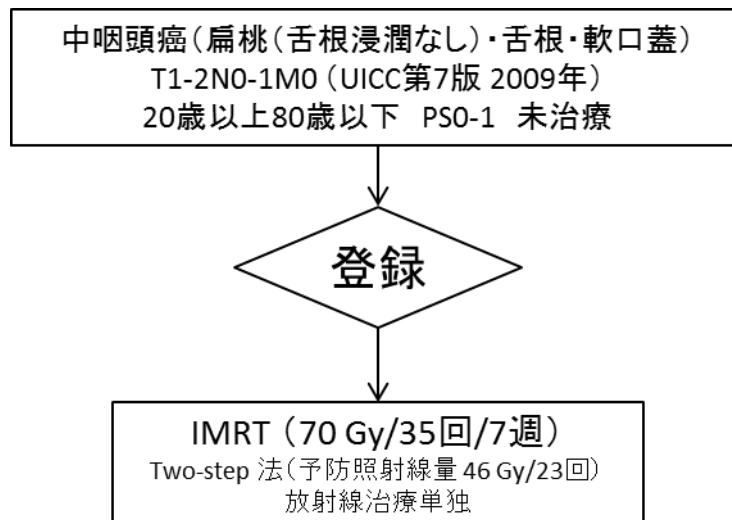 中咽頭癌(扁桃(舌根浸潤なし)・舌根・軟口蓋)
T1-2N0-1M0 (UICC第7版 2009年)
20歳以上80歳以下 PS0-1 未治療
登録
IMRT (70 Gy/35回/7週)
Two-step 法(予防照射線量 46 Gy/23回)
放射線治療単独